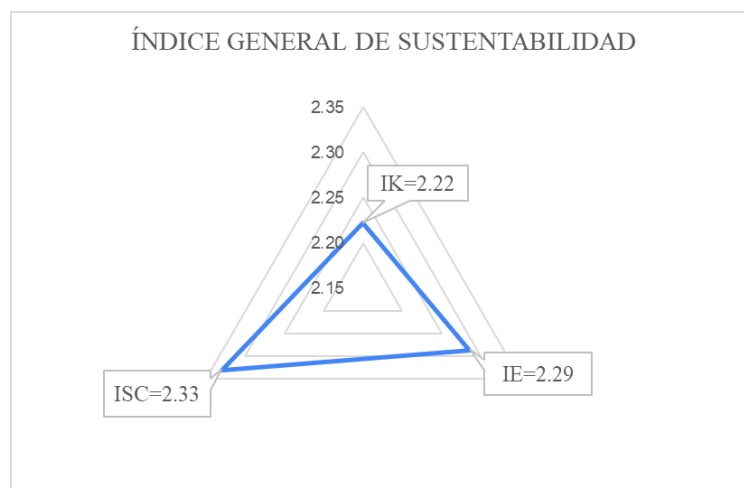 ÍNDICE GENERAL DE SUSTENTABILIDAD
2.35
2.30
IK=2.22
2.25
2.20
2.15
IE=2.29
ISC=2.33